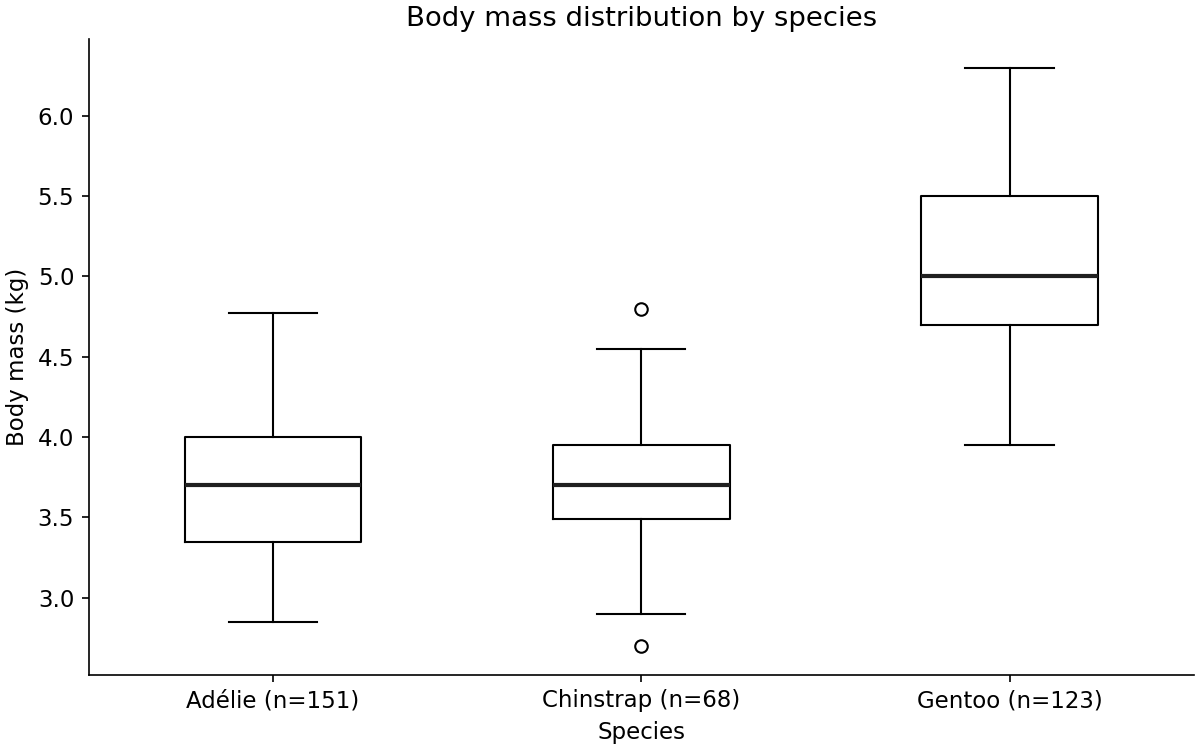 Body mass distribution by species
Body mass (kg)
6.0
5.5
5.0
4.5
4.0
3.5
3.0
Adélie (n=151)
Chinstrap (n=68)
Gentoo (n=123)
Species